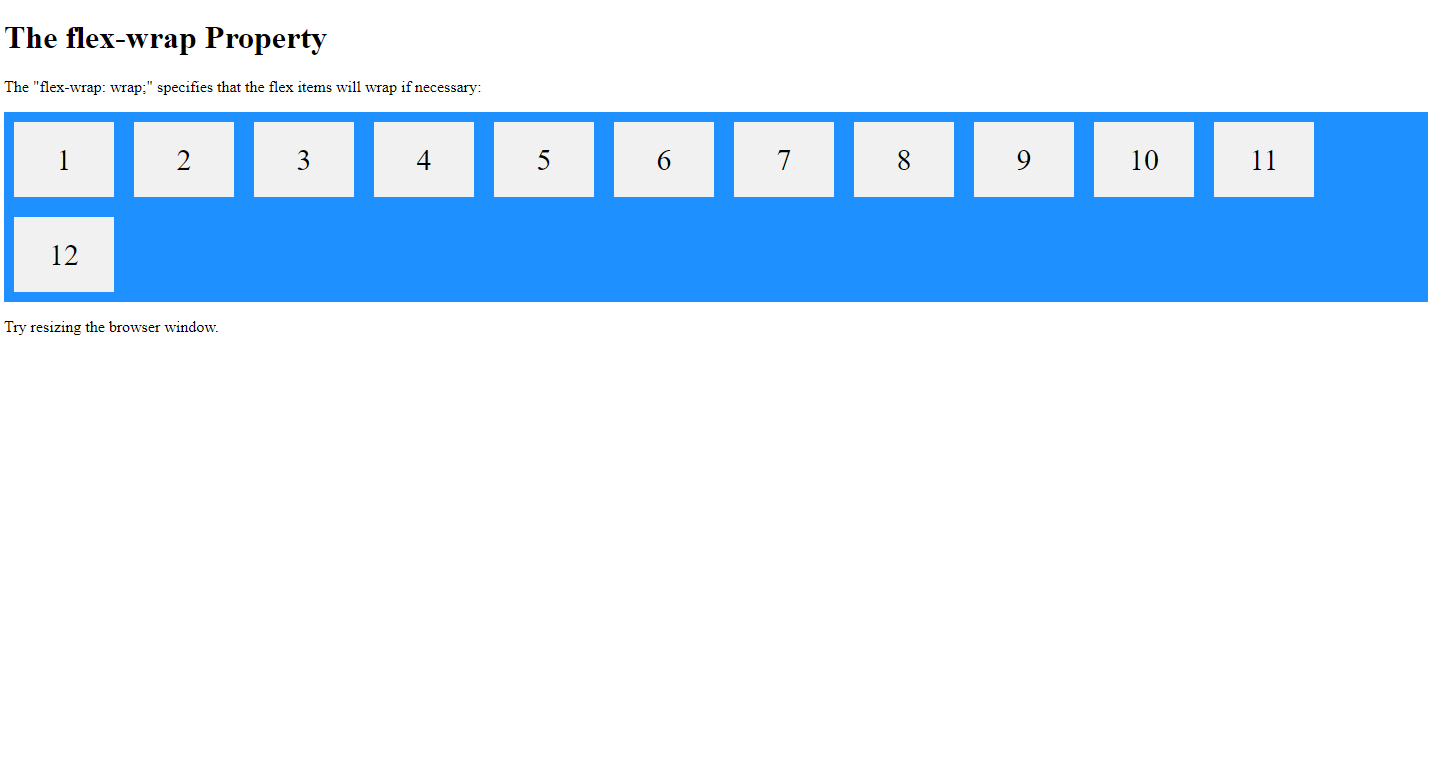 The flex-wrap Property
The "flex-wrap: wrap;" specifies that the flex items will wrap if necessary:
1 2 3 4 5 6 7 8 9 10 11
12
Try resizing the browser window.